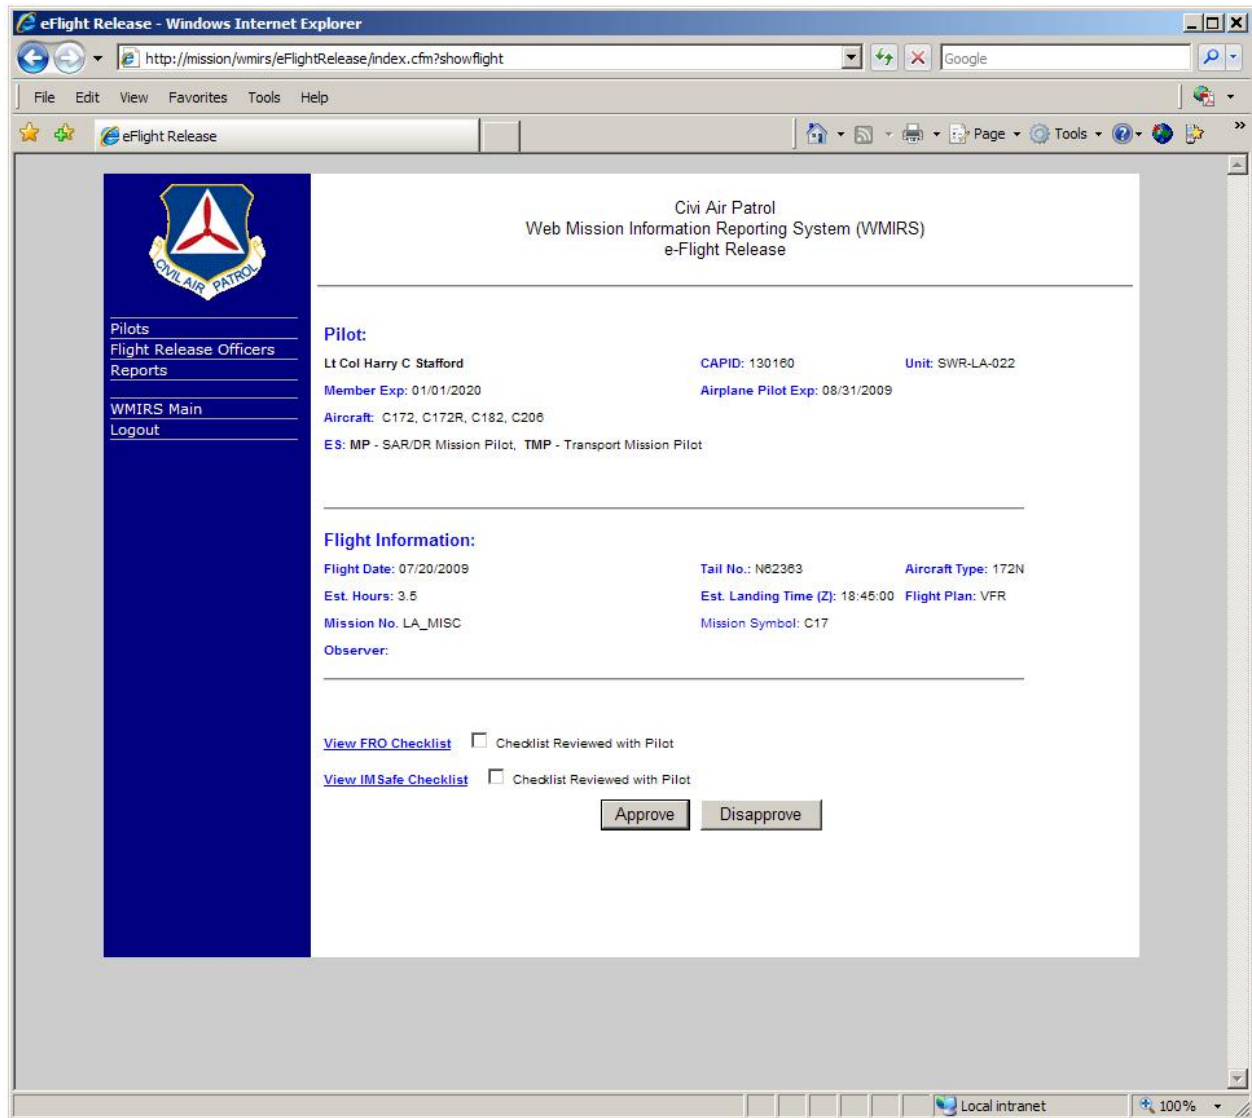 eFlight Release - Windows Internet Explorer
http://mission/wmirs/eFlightRelease/index.cfm?showflight
Google
File Edit View Favorites Tools Help
eFlight Release
Page Tools »
CIVIL AIR PATROL
Civi Air Patrol
Web Mission Information Reporting System (WMIRS)
e-Flight Release
Pilots
Flight Release Officers
Reports
WMIRS Main
Logout
Pilot:
Lt Col Harry C Stafford CAPID: 130160 Unit: SWR-LA-022
Member Exp: 01/01/2020 Airplane Pilot Exp: 08/31/2009
Aircraft: C172, C172R, C182, C206
ES: MP - SAR/DR Mission Pilot, TMP - Transport Mission Pilot
Flight Information:
Flight Date: 07/20/2009 Tail No.: N62363 Aircraft Type: 172N
Est. Hours: 3.5 Est. Landing Time (Z): 18:45:00 Flight Plan: VFR
Mission No. LA_MISC Mission Symbol: C17
Observer:
View FRO Checklist Checklist Reviewed with Pilot
View IMSafe Checklist Checklist Reviewed with Pilot
Approve Disapprove
Local intranet 100%